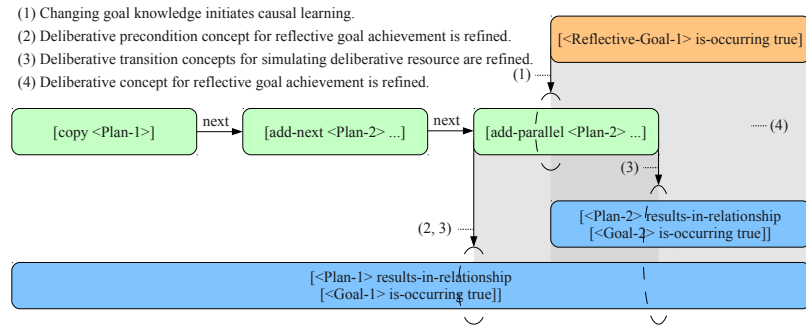 (1) Changing goal knowledge initiates causal learning.
(2) Deliberative precondition concept for reflective goal achievement is refined.
(3) Deliberative transition concepts for simulating deliberative resource are refined.
(4) Deliberative concept for reflective goal achievement is refined.
[<Reflective-Goal-1> is-occurring true]
(1)
[copy <Plan-1>]
next
[add-next <Plan-2> ...]
next
[add-parallel <Plan-2> ...]
(4)
(3)
(2, 3)
[<Plan-2> results-in-relationship
[<Goal-2> is-occurring true]]
[<Plan-1> results-in-relationship
[<Goal-1> is-occurring true]]